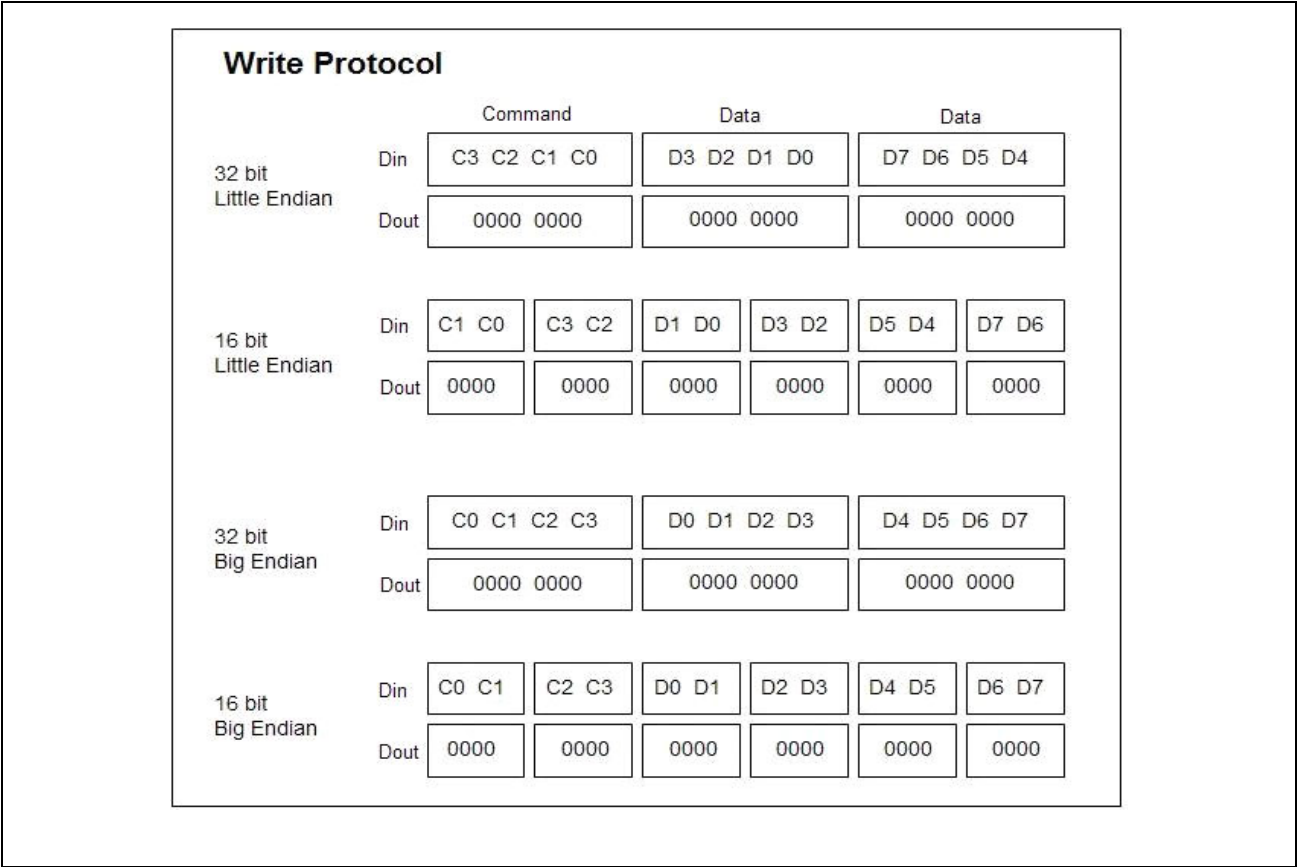 Write Protocol
Command Data Data
32 bit
Little Endian
Din C3 C2 C1 C0 D3 D2 D1 D0 D7 D6 D5 D4
Dout 0000 0000 0000 0000 0000 0000
16 bit
Little Endian
Din C1 C0 C3 C2 D1 D0 D3 D2 D5 D4 D7 D6
Dout 0000 0000 0000 0000 0000 0000
32 bit
Big Endian
Din C0 C1 C2 C3 D0 D1 D2 D3 D4 D5 D6 D7
Dout 0000 0000 0000 0000 0000 0000
16 bit
Big Endian
Din C0 C1 C2 C3 D0 D1 D2 D3 D4 D5 D6 D7
Dout 0000 0000 0000 0000 0000 0000